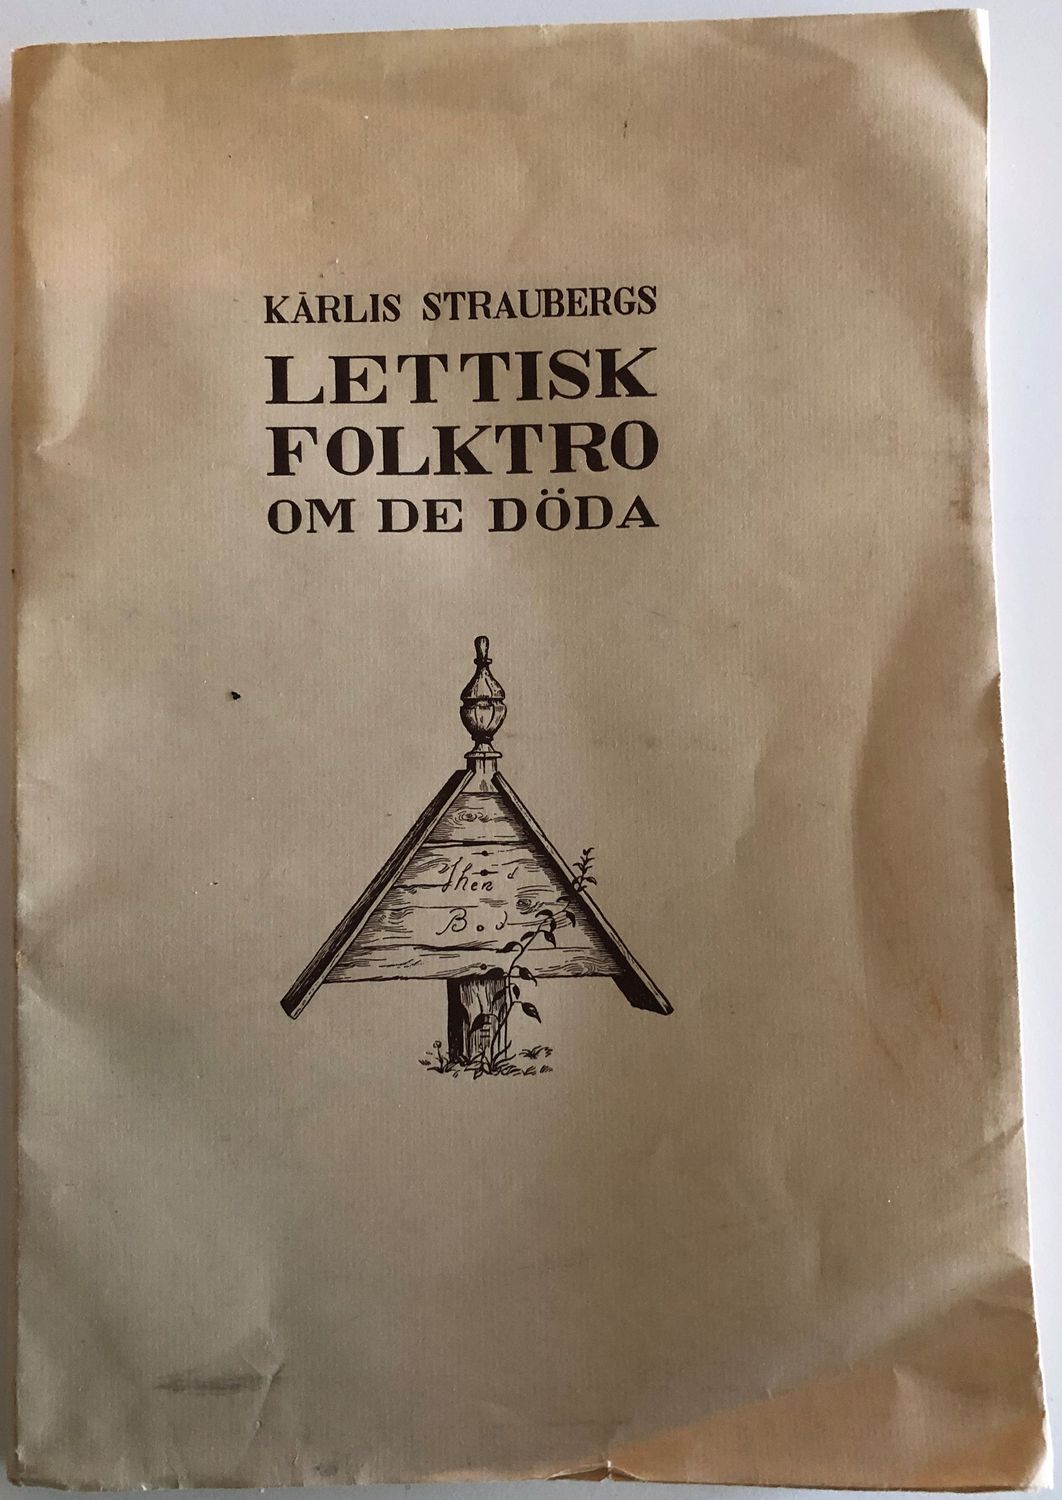 KĀRLIS STRAUBERGS
LETTISK
FOLKTRO
OM DE DÖDA